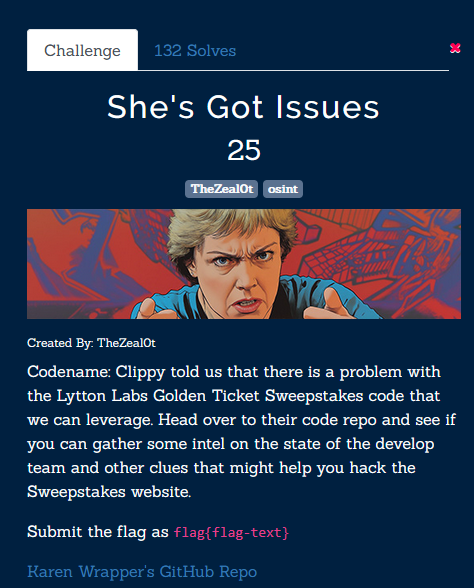 Challenge
132 Solves
She's Got Issues
25
TheZeal0t osint
Created By: TheZeal0t
Codename: Clippy told us that there is a problem with
the Lytton Labs Golden Ticket Sweepstakes code that
we can leverage. Head over to their code repo and see if
you can gather some intel on the state of the develop
team and other clues that might help you hack the
Sweepstakes website.
Submit the flag as flag{flag-text}
Karen Wrapper's GitHub Repo